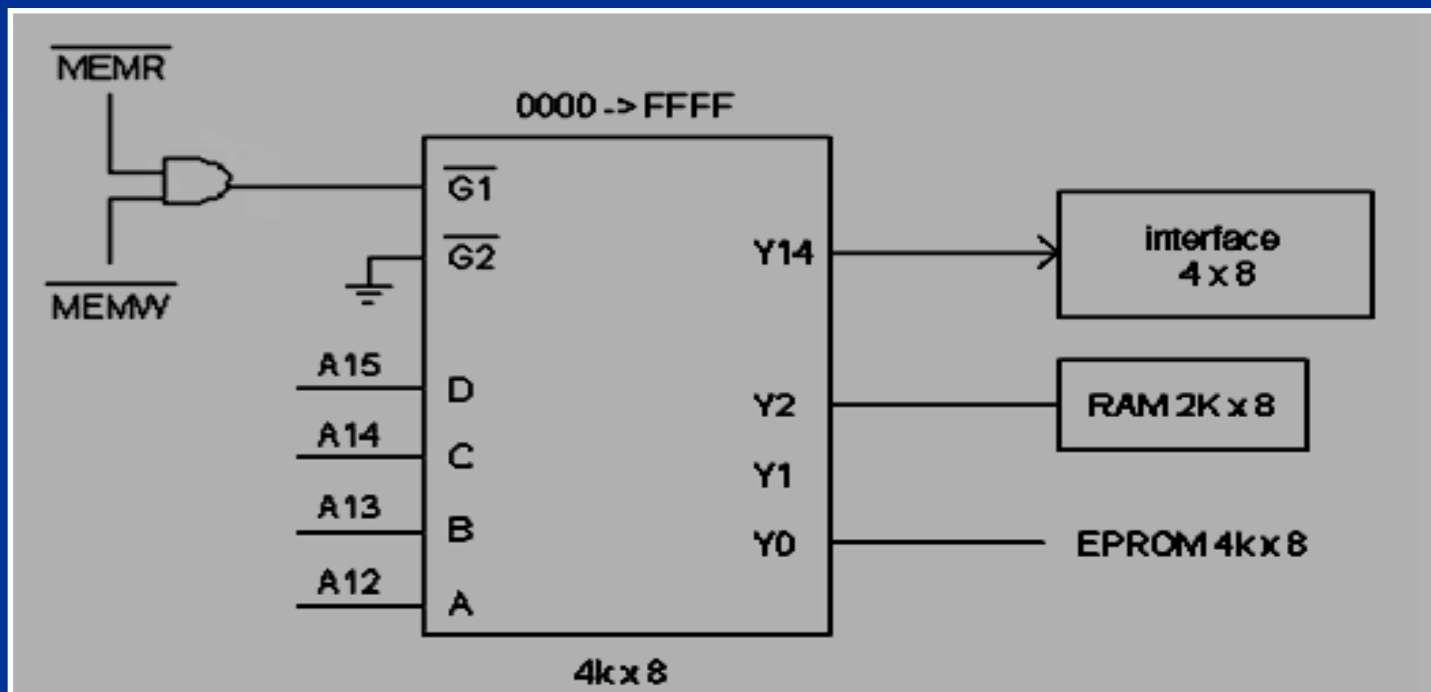 MEMR
0000 -> FFFF
G1
G2
MEMW
Y14
interface
4 x 8
A15
D
Y2
RAM 2K x 8
A14
C
Y1
A13
B
Y0
EPROM 4k x 8
A12
A
4k x 8